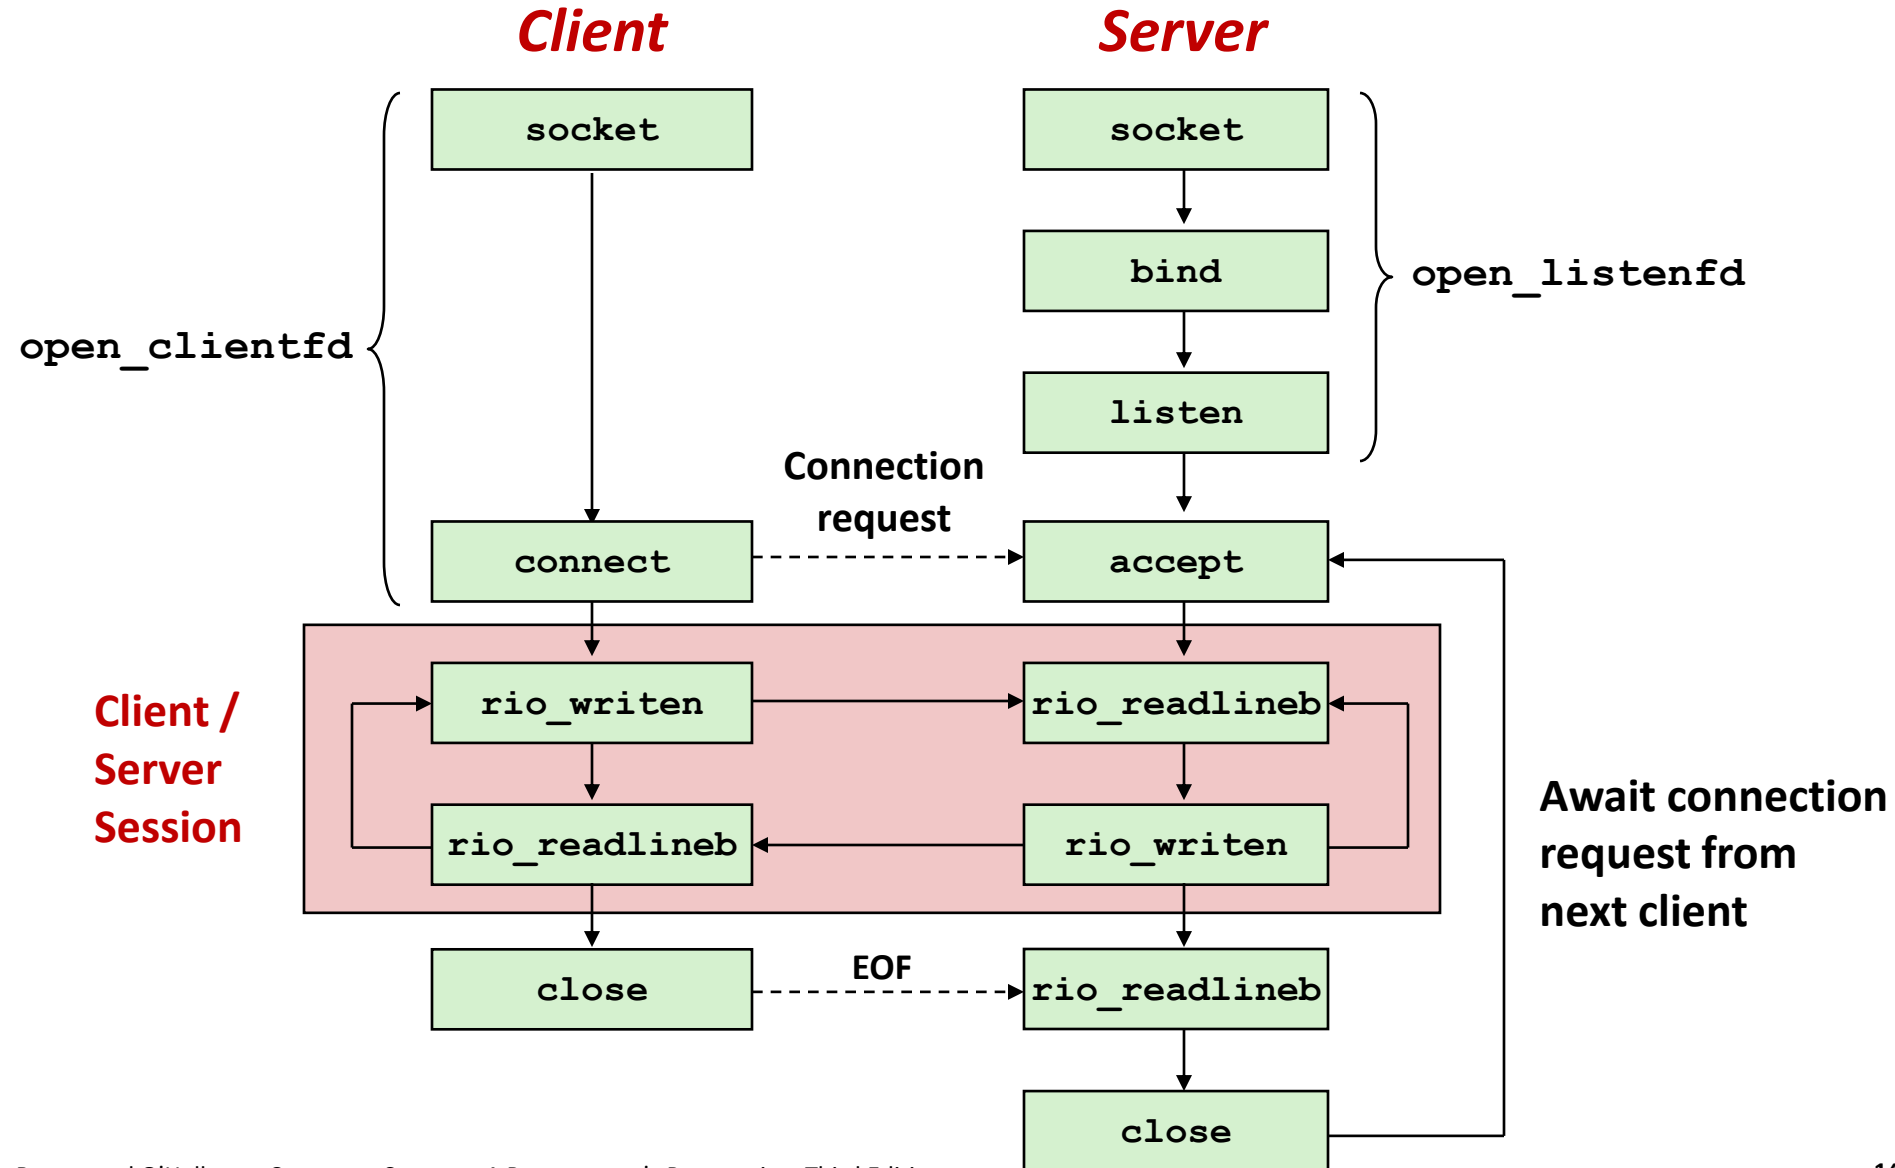 Client
Server
socket
socket
bind
open_listenfd
open_clientfd
listen
Connection
request
connect
accept
Client /
Server
Session
rio_writen
rio_readlineb
rio_readlineb
rio_writen
Await connection
request from
next client
close
EOF
rio_readlineb
close